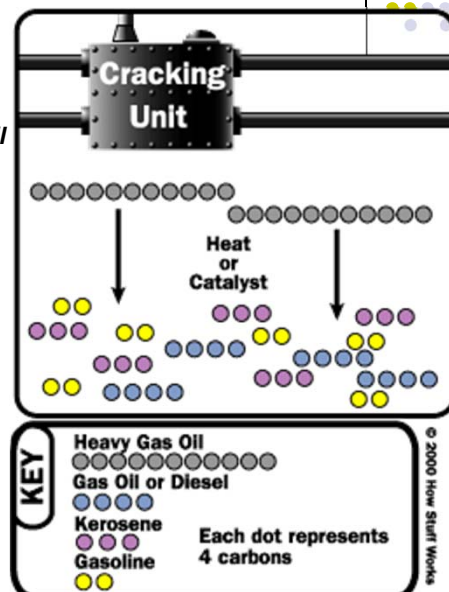 Cracking
Unit
Heat
or
Catalyst
KEY
Heavy Gas Oil
Gas Oil or Diesel
Kerosene
Gasoline
Each dot represents
4 carbons
© 2000 How Stuff Works